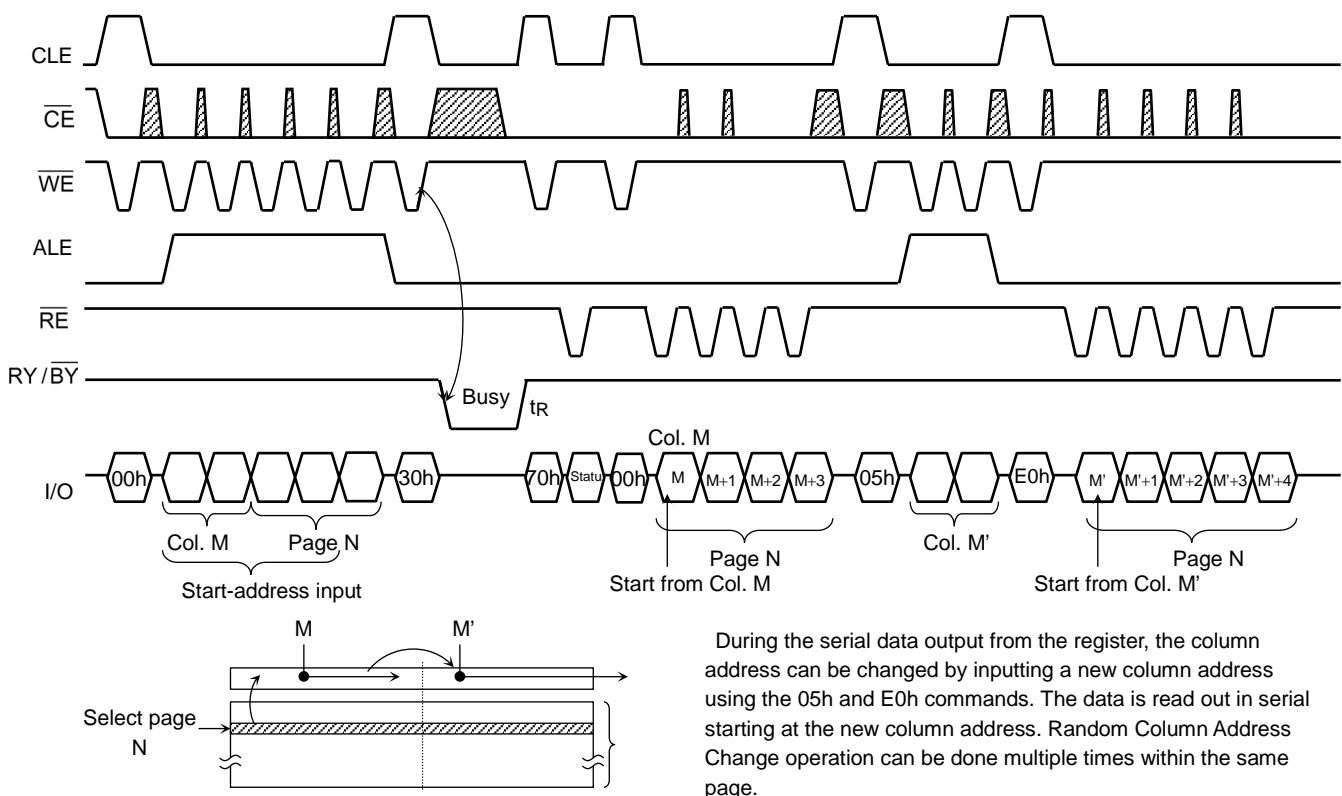 CLE
CE
WE
ALE
RE
RY / BY
Busy
tR
Col. M
I/O
00h
30h
70h
Statu
00h
M
M+1
M+2
M+3
05h
E0h
M'
M'+1
M'+2
M'+3
M'+4
Col. M
Page N
Start-address input
Page N
Start from Col. M
Col. M'
Page N
Start from Col. M'
M
M'
Select page
N
During the serial data output from the register, the column
address can be changed by inputting a new column address
using the 05h and E0h commands. The data is read out in serial
starting at the new column address. Random Column Address
Change operation can be done multiple times within the same
page.